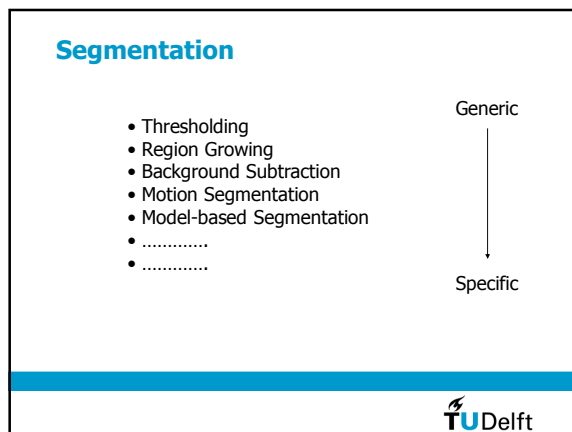 Segmentation
Generic
• Thresholding
• Region Growing
• Background Subtraction
• Motion Segmentation
• Model-based Segmentation
• ………….
• ………….
Specific
TUDelft